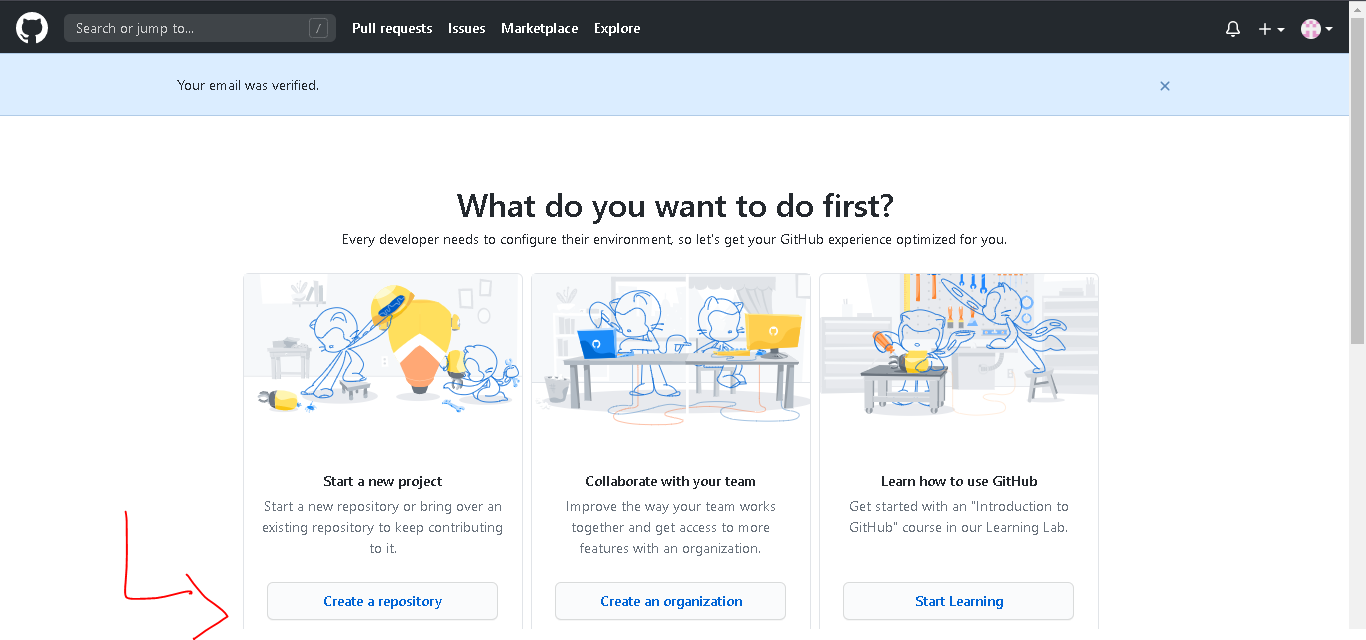 Search or jump to... / Pull requests Issues Marketplace Explore
Your email was verified.
What do you want to do first?
Every developer needs to configure their environment, so let's get your GitHub experience optimized for you.
Start a new project
Start a new repository or bring over an
existing repository to keep contributing
to it.
Create a repository
Collaborate with your team
Improve the way your team works
together and get access to more
features with an organization.
Create an organization
Learn how to use GitHub
Get started with an "Introduction to
GitHub" course in our Learning Lab.
Start Learning